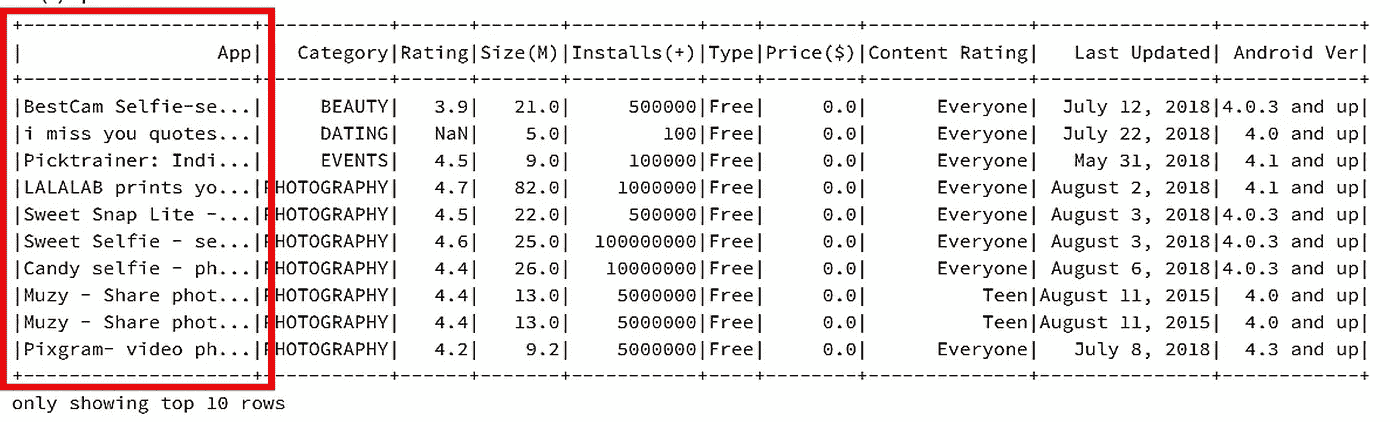 +--------------------+-----------+------+-------+-----------+----+--------+--------------+---------------+------------+
|                 App|   Category|Rating|Size(M)|Installs(+)|Type|Price($)|Content Rating|   Last Updated| Android Ver|
+--------------------+-----------+------+-------+-----------+----+--------+--------------+---------------+------------+
|BestCam Selfie-se...|     BEAUTY|   3.9|   21.0|     500000|Free|     0.0|      Everyone|  July 12, 2018|4.0.3 and up|
|i miss you quotes...|     DATING|   NaN|    5.0|        100|Free|     0.0|      Everyone|  July 22, 2018|  4.0 and up|
|Picktrainer: Indi...|     EVENTS|   4.5|    9.0|     100000|Free|     0.0|      Everyone|   May 31, 2018|  4.1 and up|
|LALALAB prints yo...|PHOTOGRAPHY|   4.7|   82.0|    1000000|Free|     0.0|      Everyone| August 2, 2018|  4.1 and up|
|Sweet Snap Lite -...|PHOTOGRAPHY|   4.5|   22.0|     500000|Free|     0.0|      Everyone| August 3, 2018|4.0.3 and up|
|Sweet Selfie - se...|PHOTOGRAPHY|   4.6|   25.0|  100000000|Free|     0.0|      Everyone| August 3, 2018|4.0.3 and up|
|Candy selfie - ph...|PHOTOGRAPHY|   4.4|   26.0|   10000000|Free|     0.0|      Everyone| August 6, 2018|4.0.3 and up|
|Muzy - Share phot...|PHOTOGRAPHY|   4.4|   13.0|    5000000|Free|     0.0|          Teen|August 11, 2015|  4.0 and up|
|Muzy - Share phot...|PHOTOGRAPHY|   4.4|   13.0|    5000000|Free|     0.0|          Teen|August 11, 2015|  4.0 and up|
|Pixgram- video ph...|PHOTOGRAPHY|   4.2|    9.2|    5000000|Free|     0.0|      Everyone|   July 8, 2018|  4.3 and up|
+--------------------+-----------+------+-------+-----------+----+--------+--------------+---------------+------------+
only showing top 10 rows